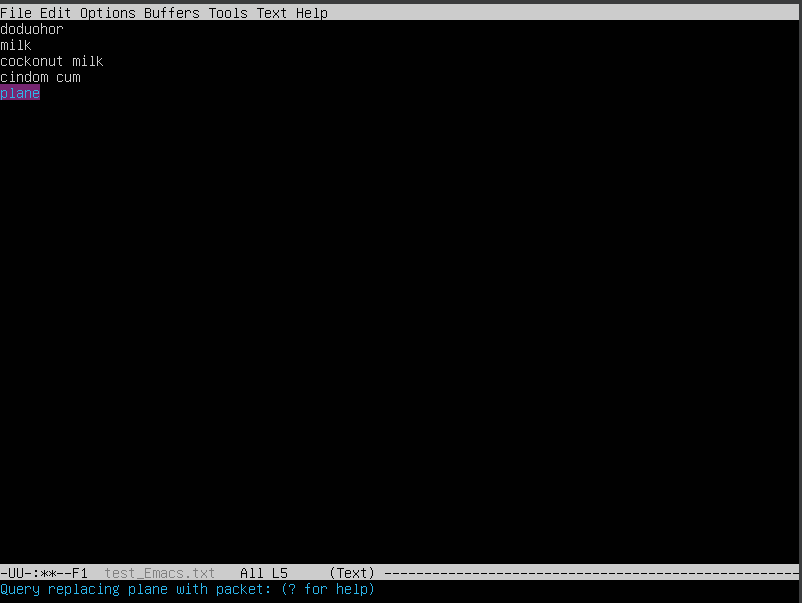 File Edit Options Buffers Tools Text Help
doduohor
milk
cockonut milk
cindom cum
plane
-UU-:**--F1  test_Emacs.txt   All L5     (Text) ----------------------------------------------------
Query replacing plane with packet: (? for help)